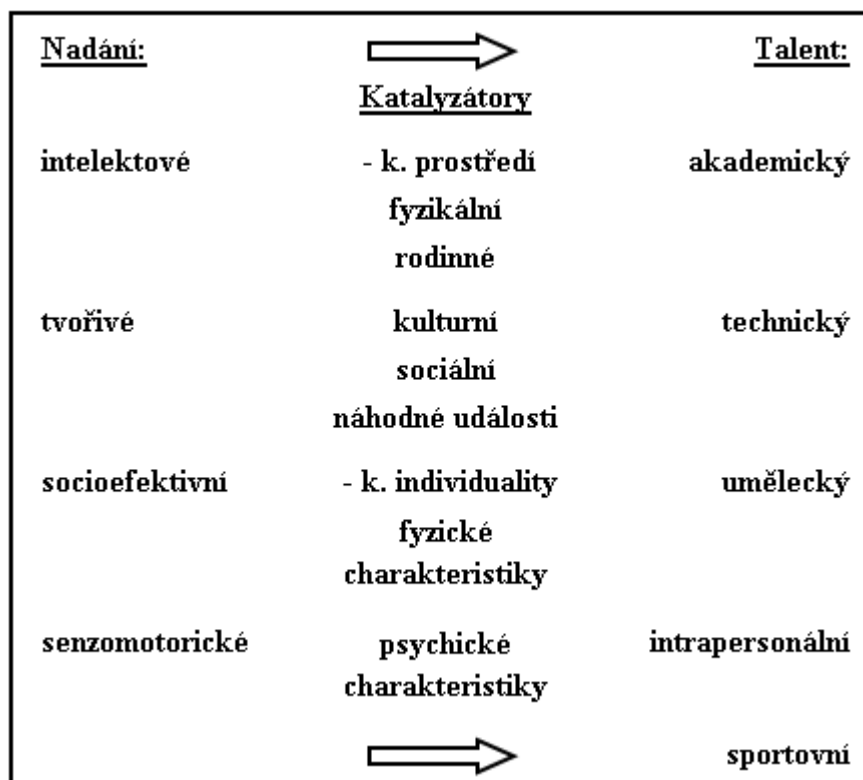 Nadání: Talent:
Katalyzátory
intelektové - k. prostředí akademický
fyzikální
rodinné
tvořivé kulturní technický
sociální
náhodné události
socioefektivní - k. individuality umělecký
fyzické
charakteristiky
senzomotorické psychické intrapersonální
charakteristiky
sportovní